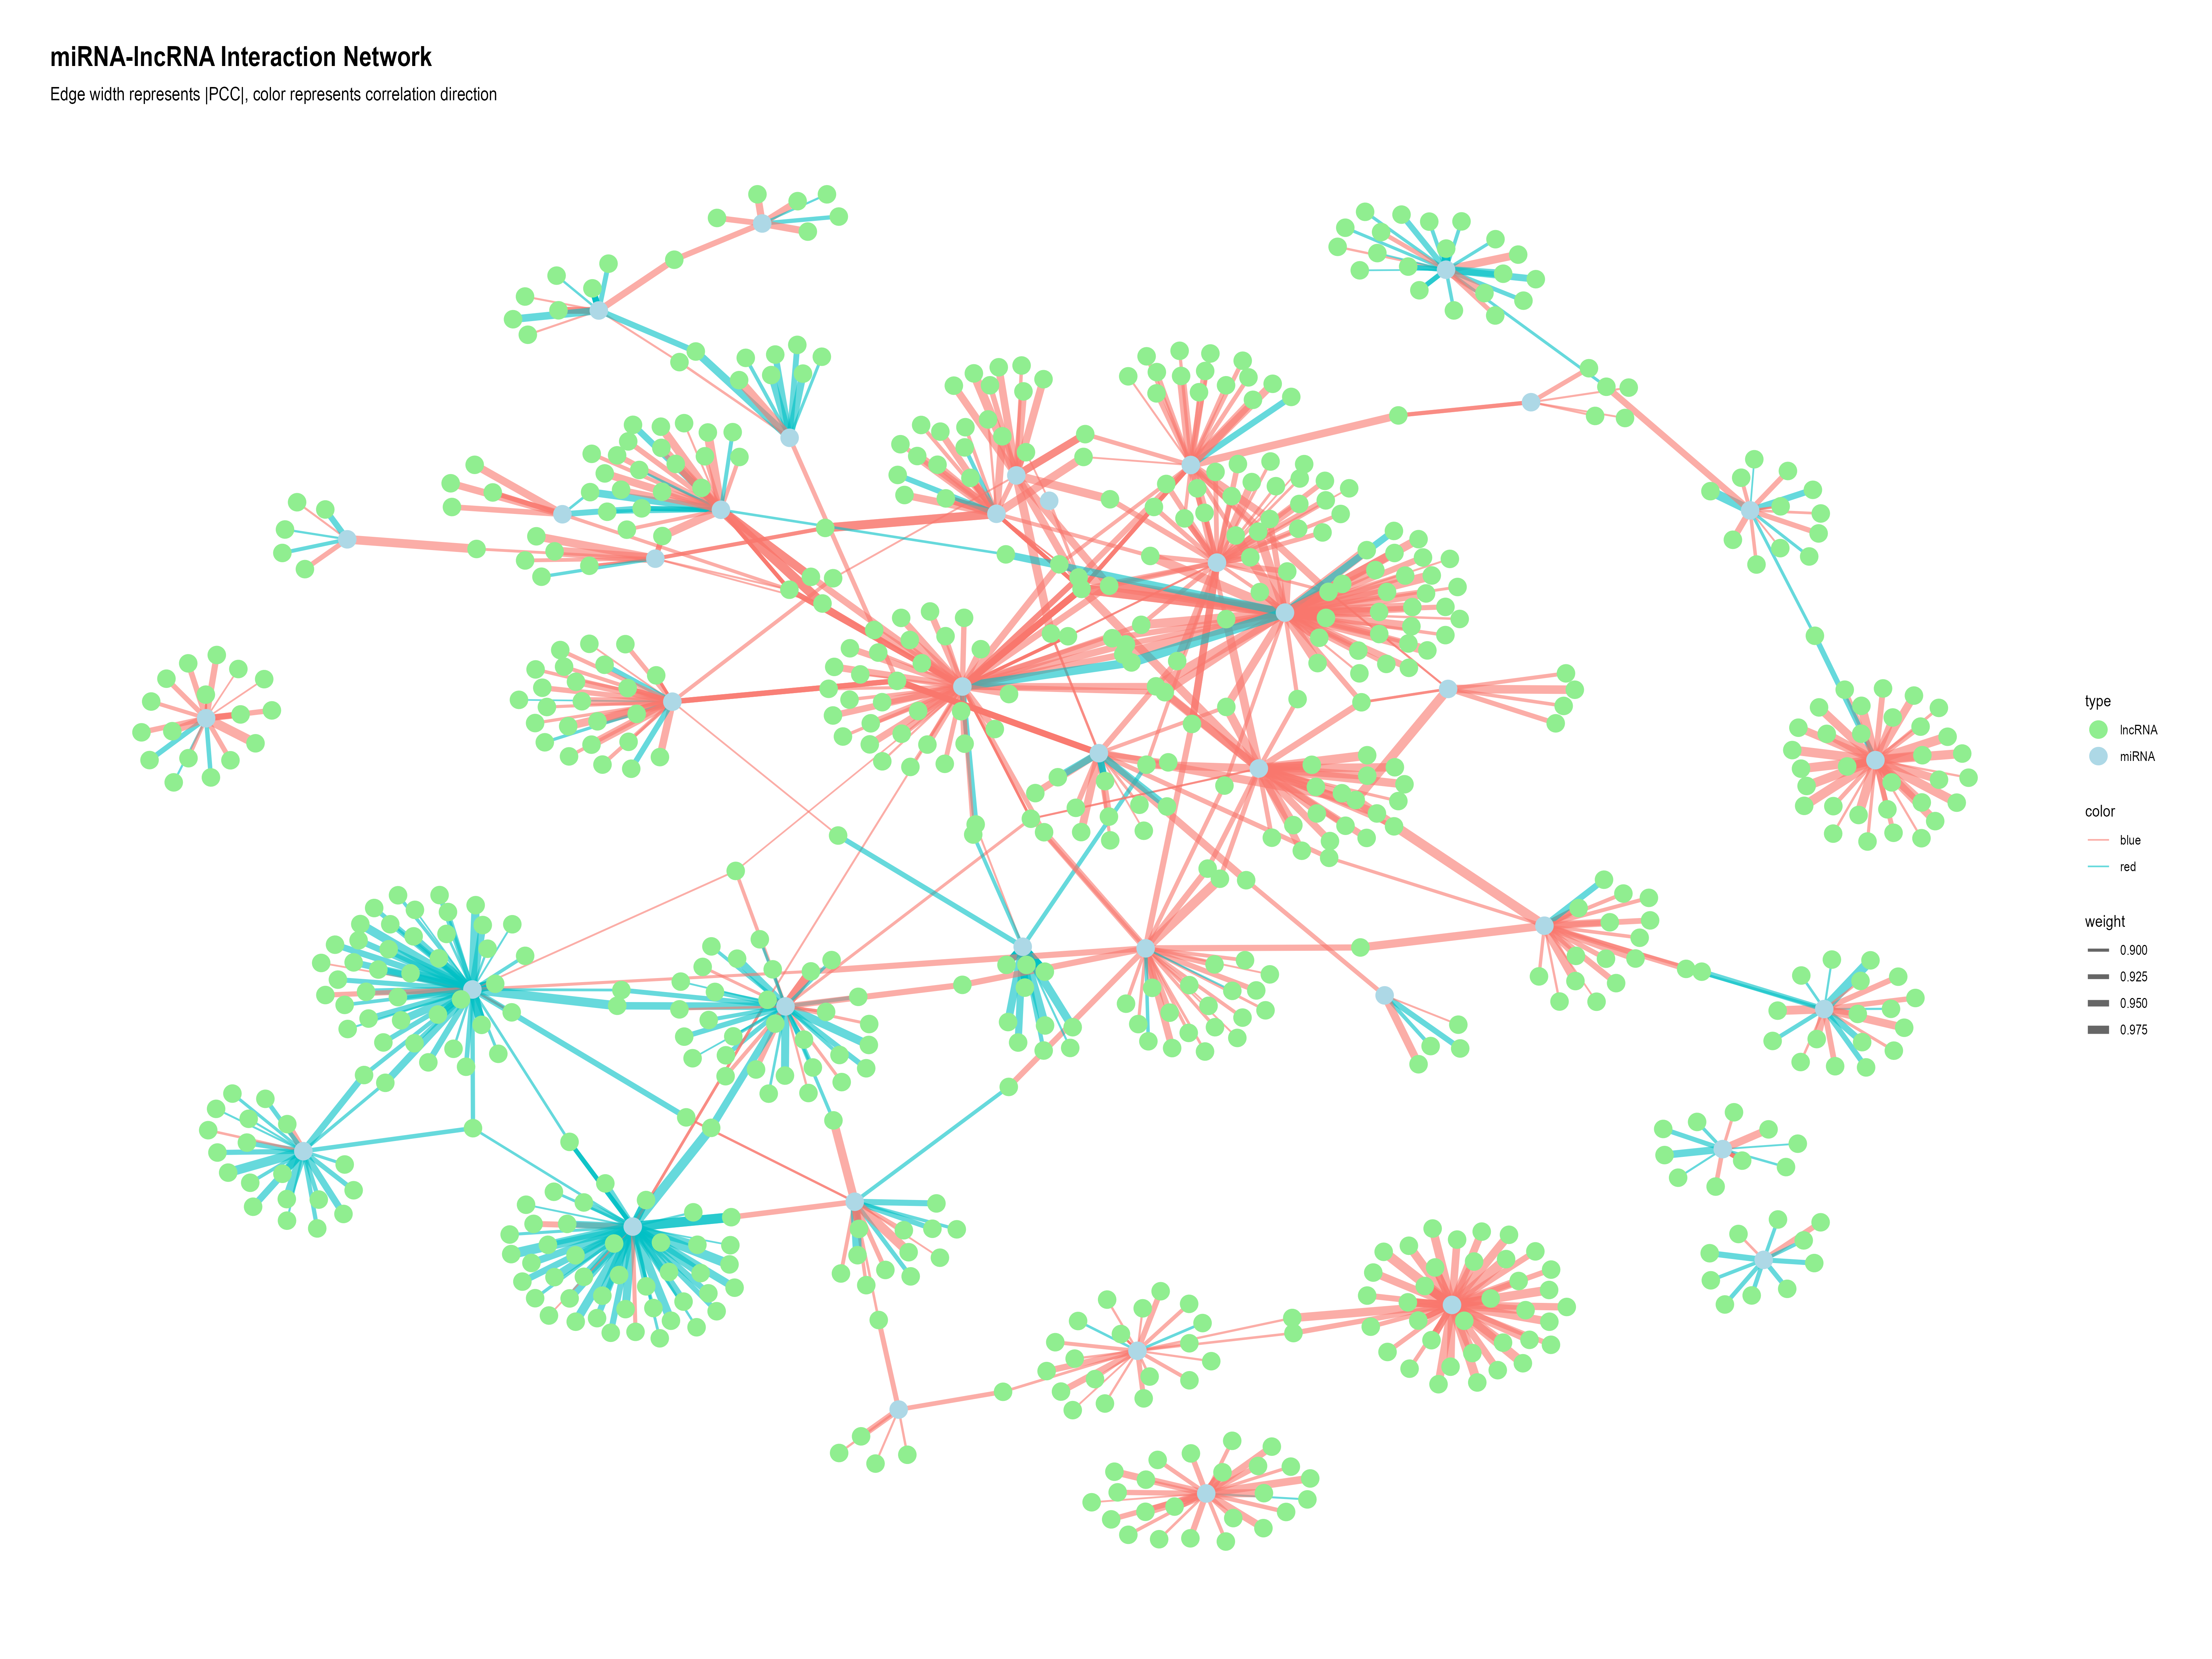 miRNA-lncRNA Interaction Network
Edge width represents |PCC|, color represents correlation direction
type
lncRNA
miRNA
color
blue
red
weight
0.900
0.925
0.950
0.975